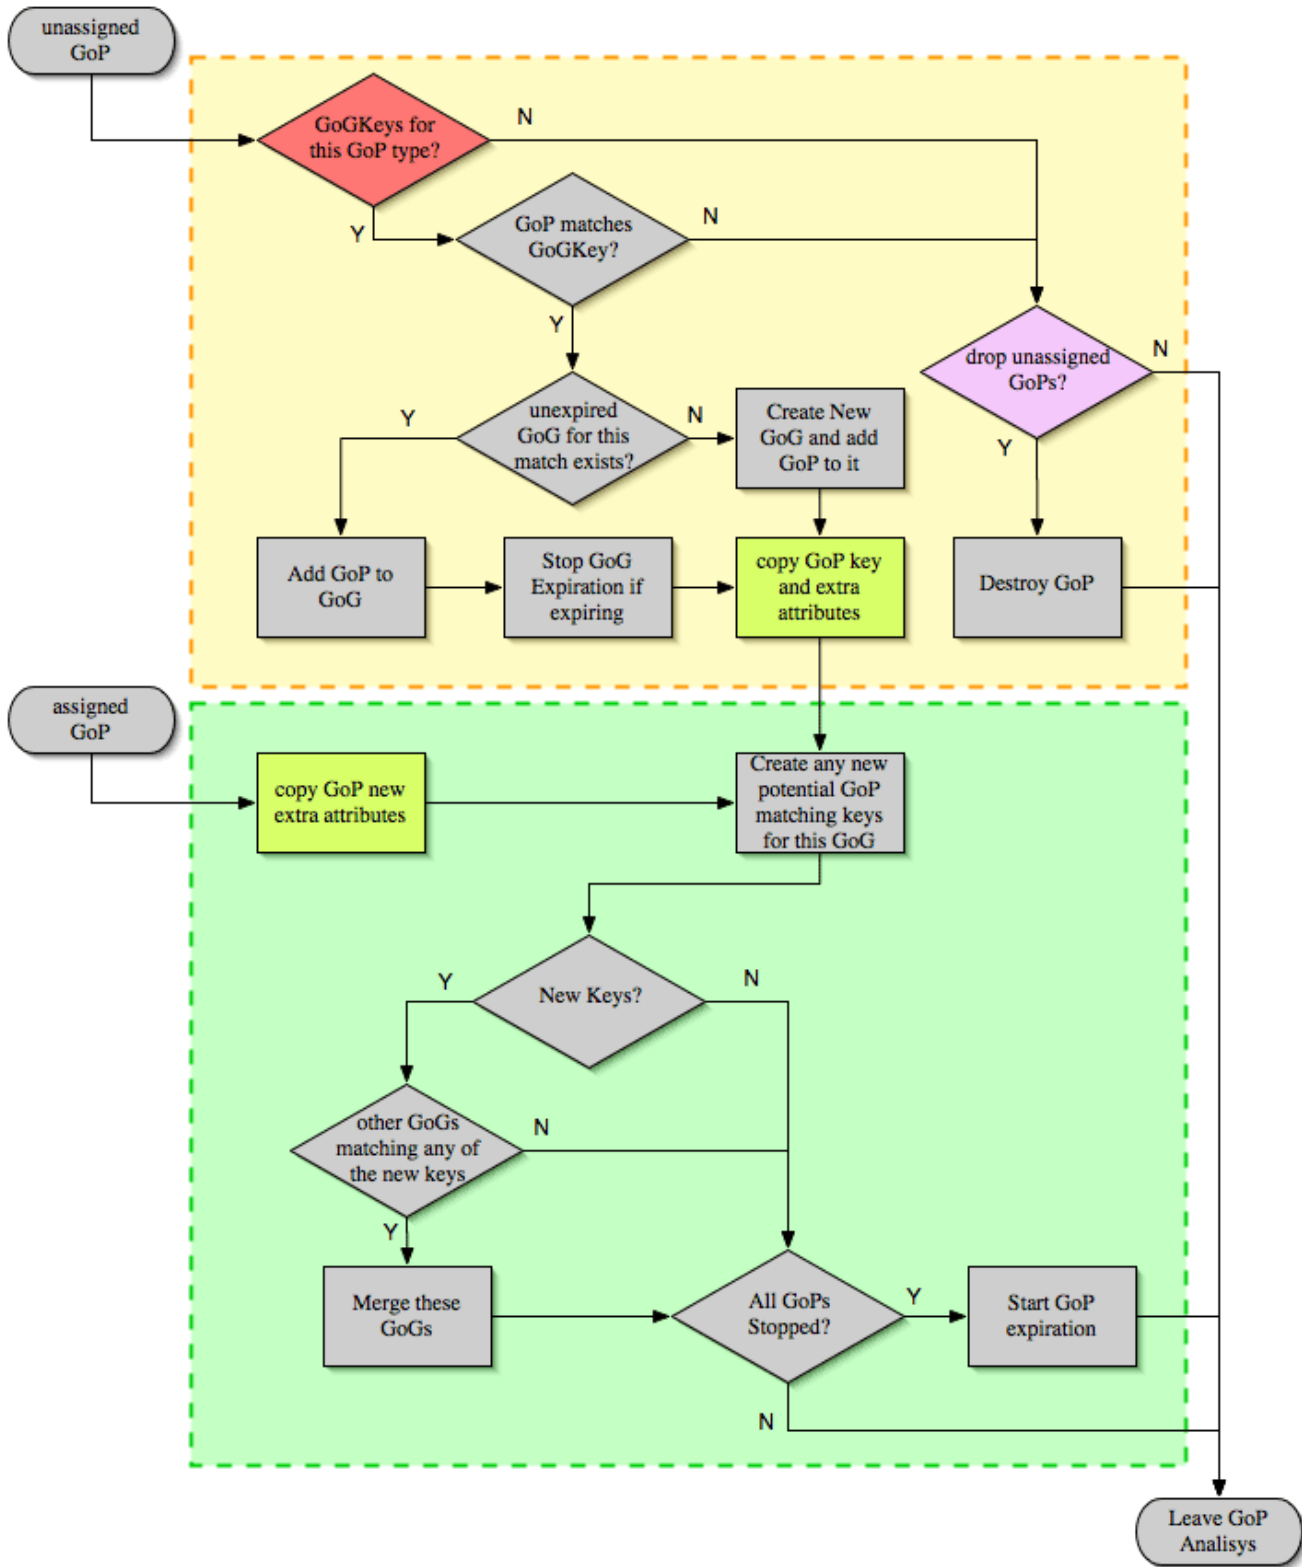 unassigned
GoP
GoGKeys for
this GoP type?
N
Y
GoP matches
GoGKey?
N
Y
drop unassigned
GoPs?
N
Y
unexpired
GoG for this
match exists?
Y
N
Create New
GoG and add
GoP to it
Add GoP to
GoG
Stop GoG
Expiration if
expiring
copy GoP key
and extra
attributes
Destroy GoP
assigned
GoP
copy GoP new
extra attributes
Create any new
potential GoP
matching keys
for this GoG
New Keys?
Y
N
other GoGs
matching any of
the new keys
N
Y
Merge these
GoGs
All GoPs
Stopped?
Y
N
Start GoP
expiration
Leave GoP
Analisys